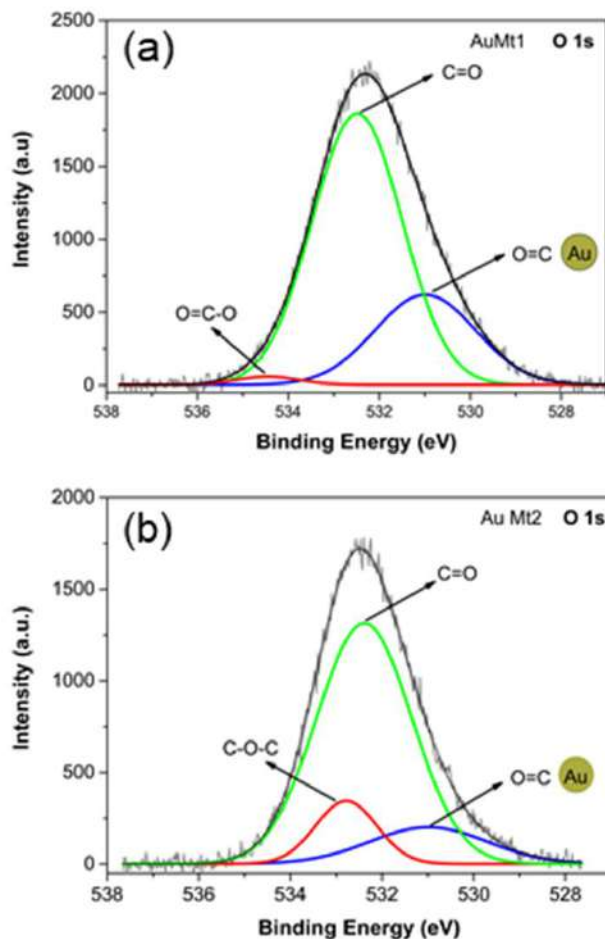 (a)
AuMt1 O 1s
2500
2000
1500
1000
500
0
Intensity (a.u)
C=O
O=C Au
O=C-O
538 536 534 532 530 528
Binding Energy (eV)
(b)
Au Mt2 O 1s
2000
1500
1000
500
0
Intensity (a.u.)
C=O
C-O-C
O=C Au
538 536 534 532 530 528
Binding Energy (eV)